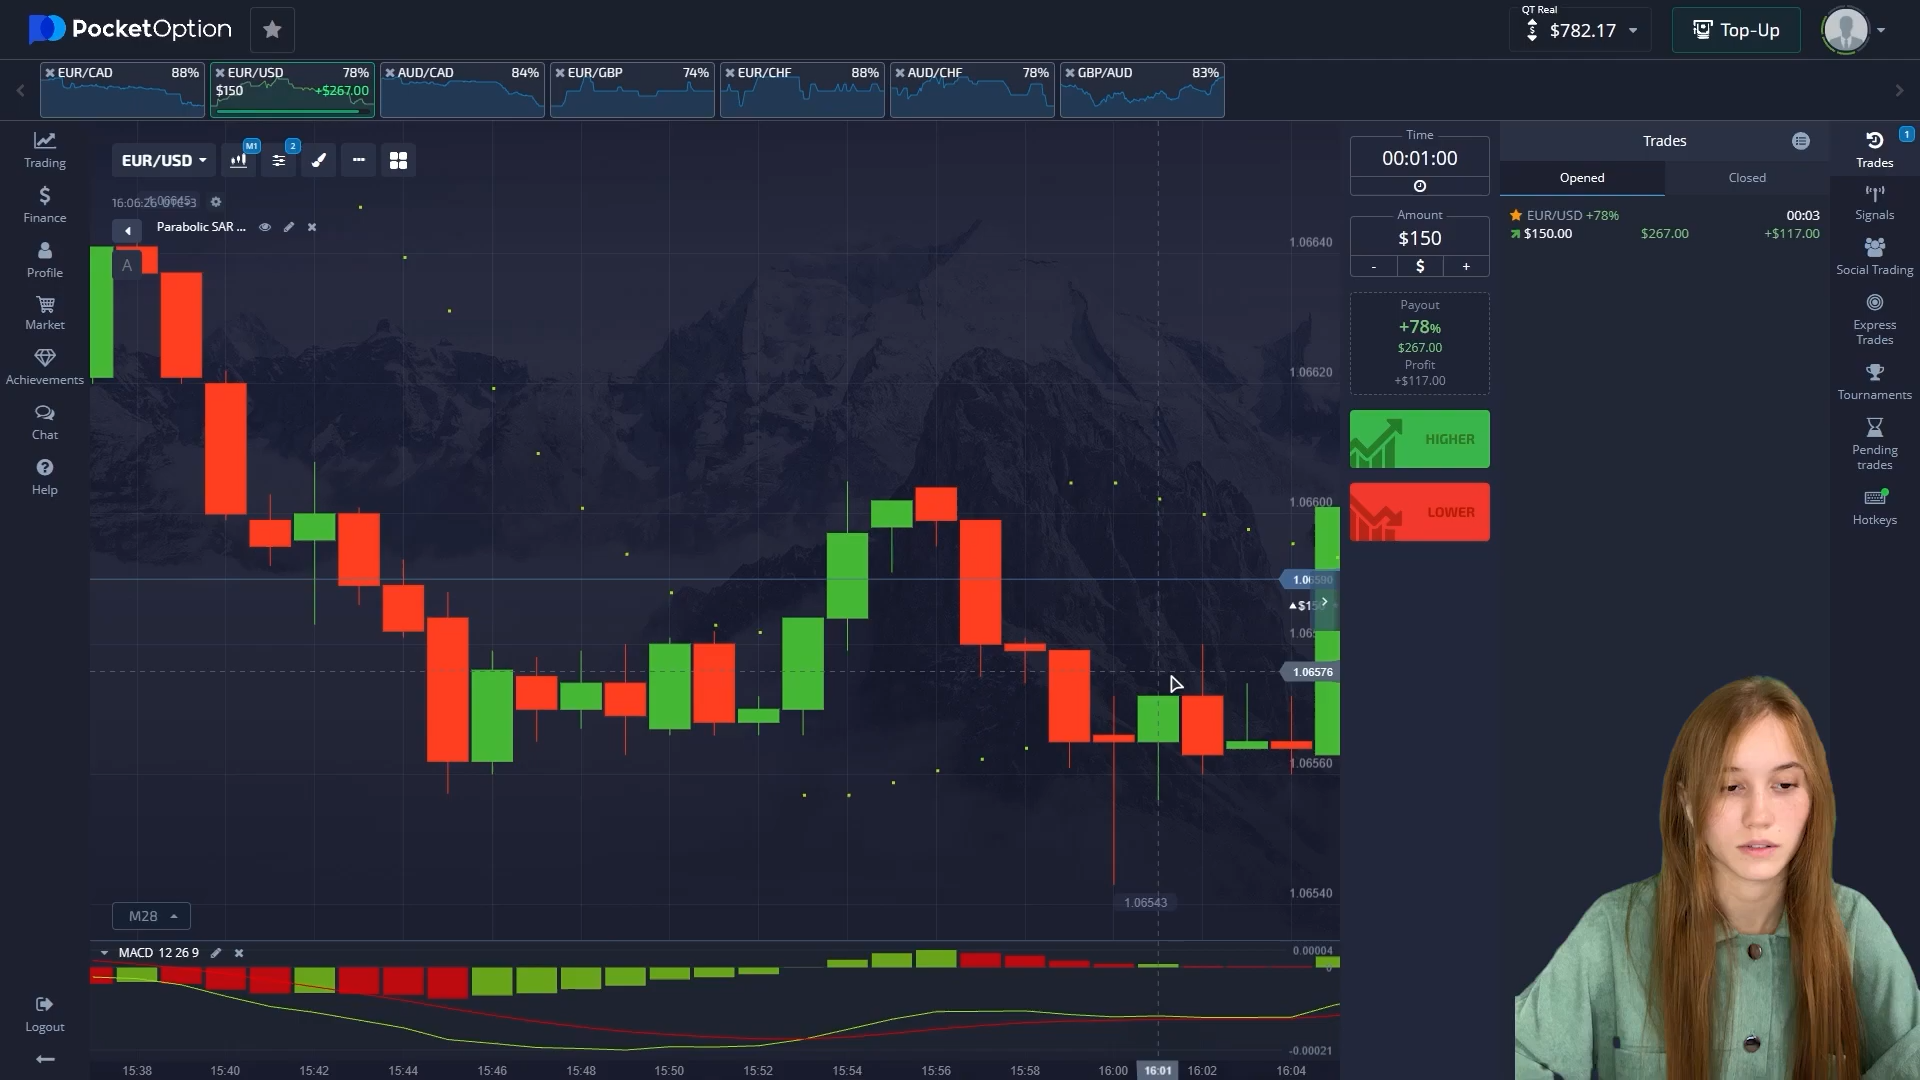 PocketOption
QT Real
$782.17
Top-Up
EUR/CAD 88%
EUR/USD 78%
$150 +$267.00
AUD/CAD 84%
EUR/GBP 74%
EUR/CHF 88%
AUD/CHF 78%
GBP/AUD 83%
Trading
Finance
Profile
Market
Achievements
Chat
Help
Logout
EUR/USD
M1
2
1.06645
Parabolic SAR ...
A
1.06640
1.06620
1.06600
1.06576
1.06560
1.06540
1.06543
M28
MACD 12 26 9
0.00004
0
-0.00021
15:38 15:40 15:42 15:44 15:46 15:48 15:50 15:52 15:54 15:56 15:58 16:00 16:01 16:02 16:04
Time
00:01:00
Amount
$150
- $ +
Payout
+78%
$267.00
Profit
+$117.00
HIGHER
LOWER
Trades
Opened Closed
EUR/USD +78% 00:03
$150.00 $267.00 +$117.00
1
Trades
Signals
Social Trading
Express
Trades
Tournaments
Pending
trades
Hotkeys